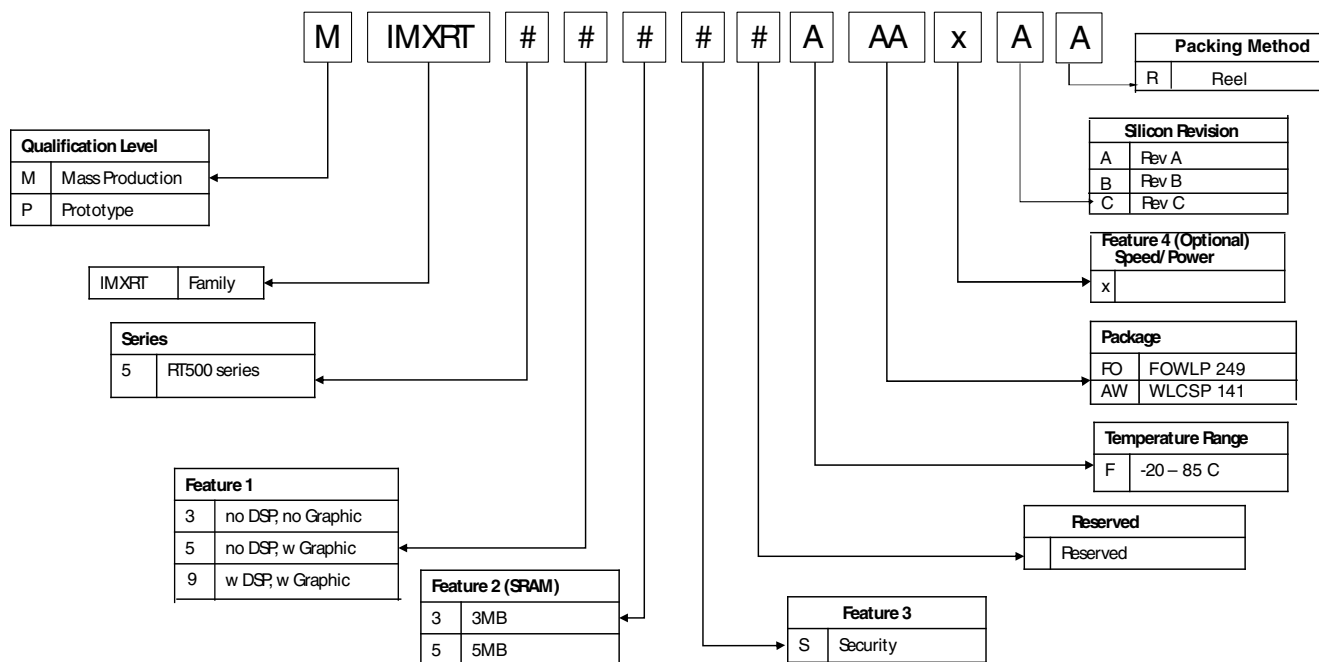 M IMXRT # # # # # A AA x A A
Packing Method
R Reel
Silicon Revision
A Rev A
B Rev B
C Rev C
Qualification Level
M Mass Production
P Prototype
Feature 4 (Optional)
Speed/ Power
x
IMXRT Family
Series
5 RT500 series
Package
FO FOWLP 249
AW WLCSP 141
Temperature Range
F -20 – 85 C
Feature 1
3 no DSP, no Graphic
5 no DSP, w Graphic
9 w DSP, w Graphic
Reserved
Reserved
Feature 2 (SRAM)
3 3MB
5 5MB
Feature 3
S Security